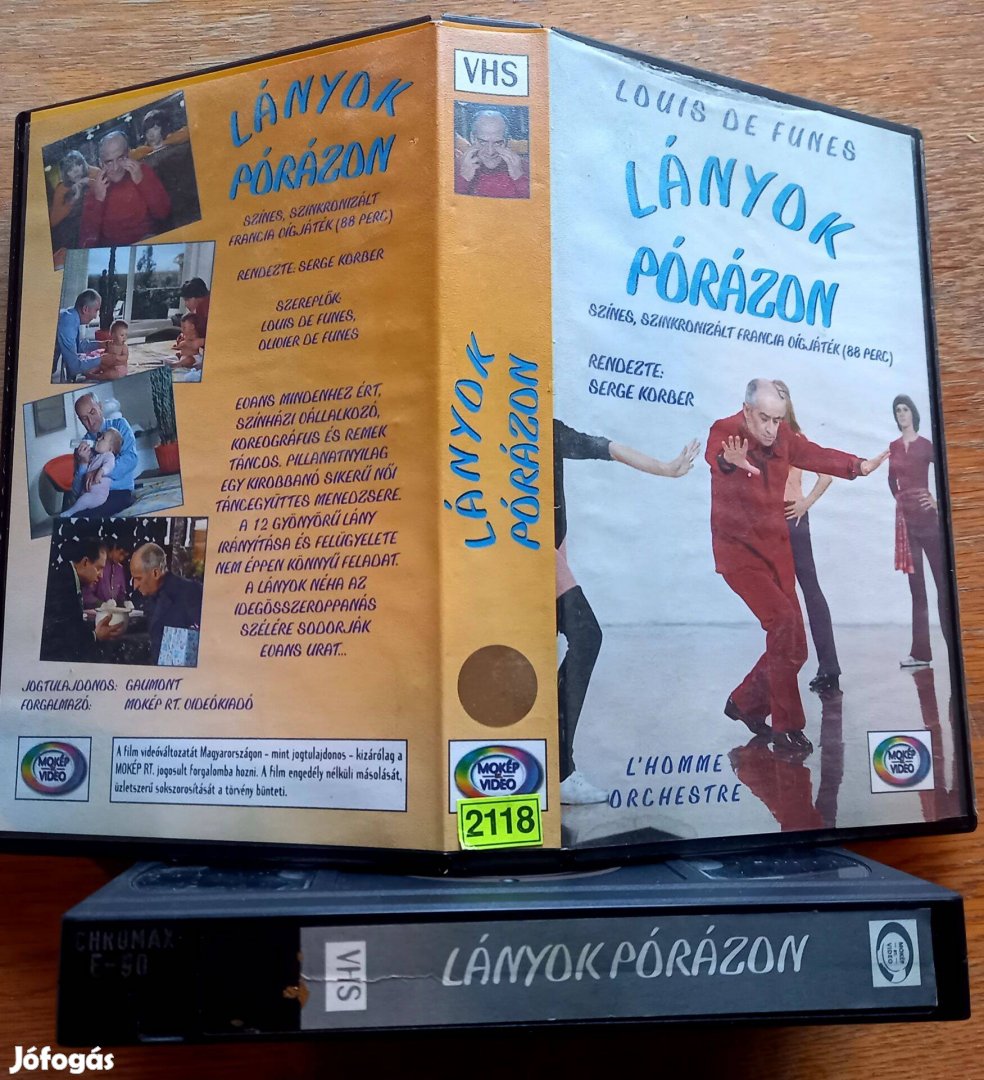 LÁNYOK
PÓRÁZON
SZÍNES, SZINKRONIZÁLT
FRANCIA VÍGJÁTÉK (88 PERC)
RENDEZTE: SERGE KORBER
SZEREPLŐK:
LOUIS DE FUNES,
OLIVIER DE FUNES
EVANS MINDENHEZ ÉRT,
SZÍNHÁZI VÁLLALKOZÓ,
KOREOGRÁFUS ÉS REMEK
TÁNCOS. PILLANATNYILAG
EGY KIROBBANÓ SIKERŰ NŐI
TÁNCEGYÜTTES MENEDZSERE.
A 12 GYÖNYÖRŰ LÁNY
IRÁNYÍTÁSA ÉS FELÜGYELETE
NEM ÉPPEN KÖNNYŰ FELADAT.
A LÁNYOK NÉHA AZ
IDEGÖSSZEROPPANÁS
SZÉLÉRE SODORJÁK
EVANS URAT...
JOGTULAJDONOS: GAUMONT
FORGALMAZÓ: MOKÉP RT. VIDEÓKIADÓ
MOKÉP
VIDEO
A film videóváltozatát Magyarországon - mint jogtulajdonos - kizárólag a
MOKÉP RT. jogosult forgalomba hozni. A film engedély nélküli másolását,
üzletszerű sokszorosítását a törvény bünteti.
VHS
LÁNYOK
PÓRÁZON
MOKÉP
VIDEO
2118
LOUIS DE FUNES
LÁNYOK
PÓRÁZON
SZÍNES, SZINKRONIZÁLT FRANCIA VÍGJÁTÉK (88 PERC)
RENDEZTE:
SERGE KORBER
L'HOMME
ORCHESTRE
MOKÉP
VIDEO
CHROMAX
E-90
VHS
LÁNYOK PÓRÁZON
MOKÉP
VIDEO
Jófogás